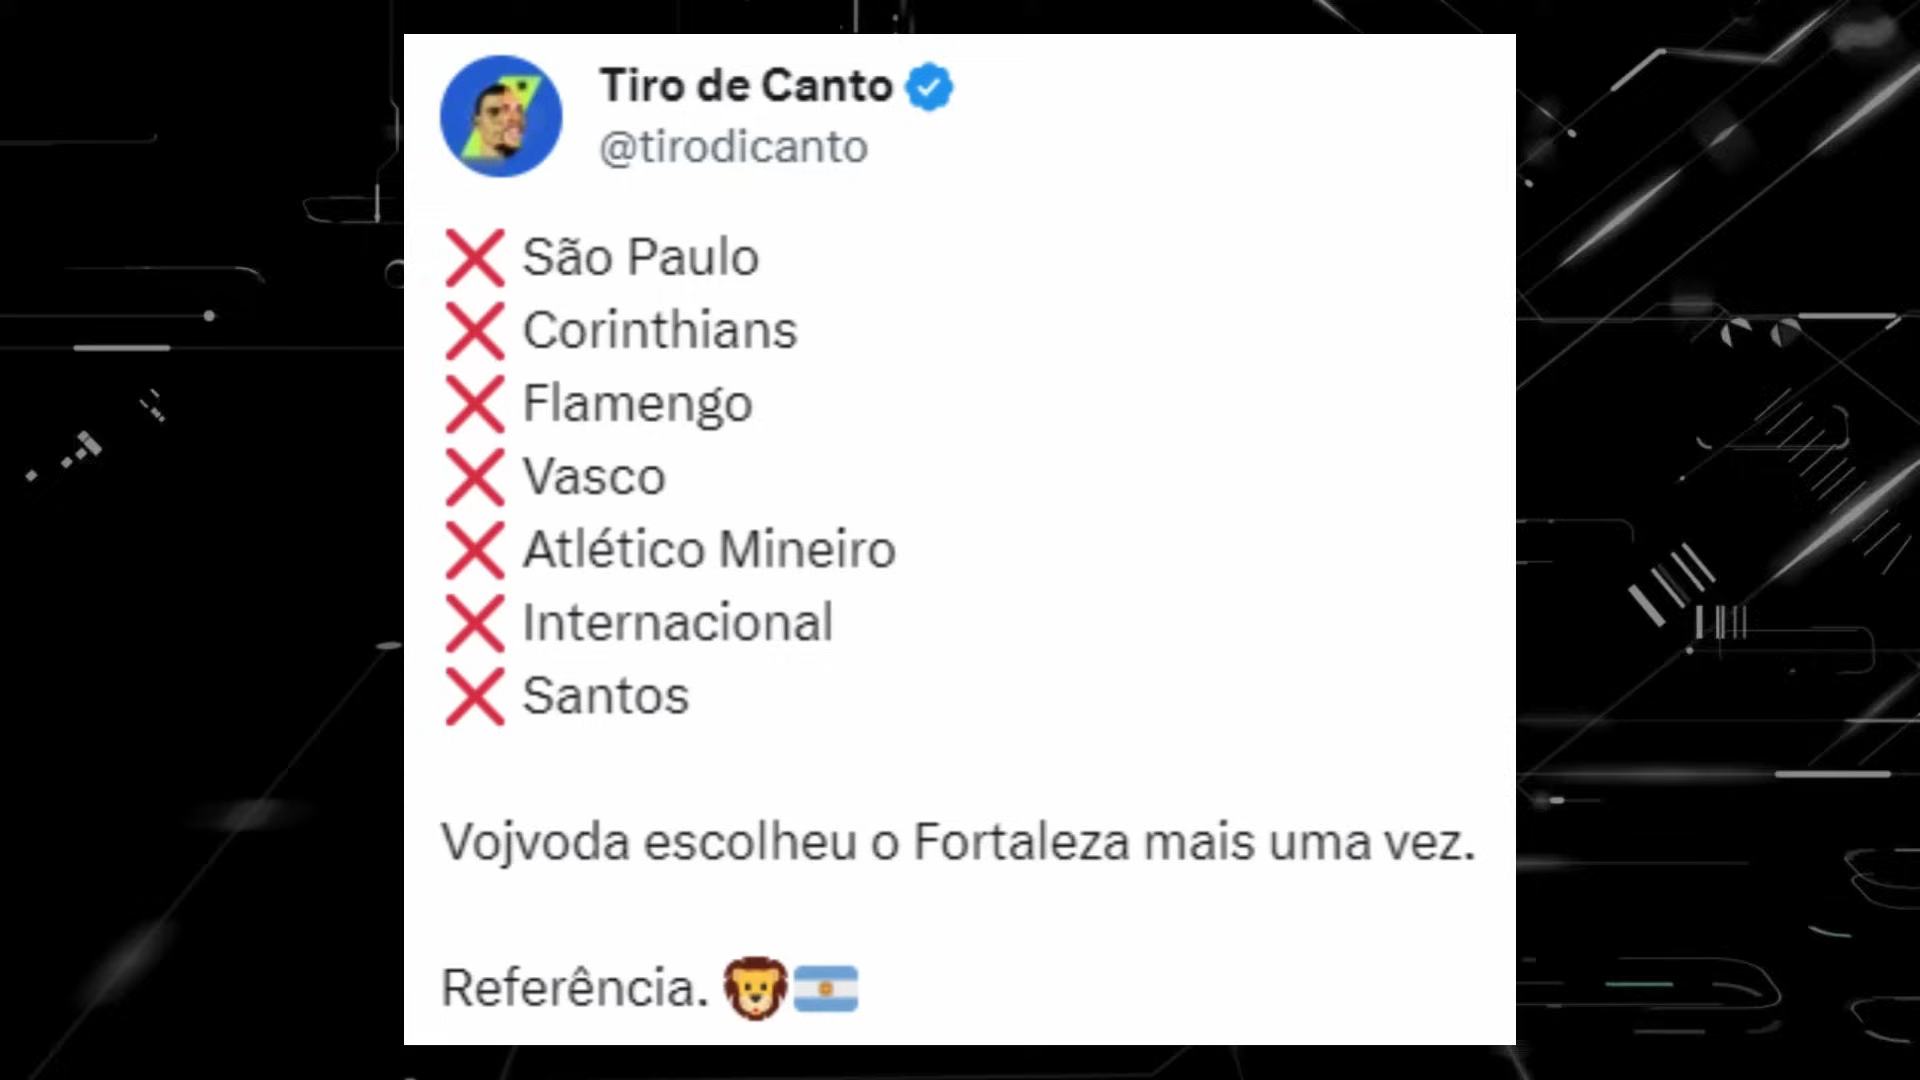 Tiro de Canto
@tirodicanto
❌ São Paulo
❌ Corinthians
❌ Flamengo
❌ Vasco
❌ Atlético Mineiro
❌ Internacional
❌ Santos
Vojvoda escolheu o Fortaleza mais uma vez.
Referência. 🦁🇦🇷